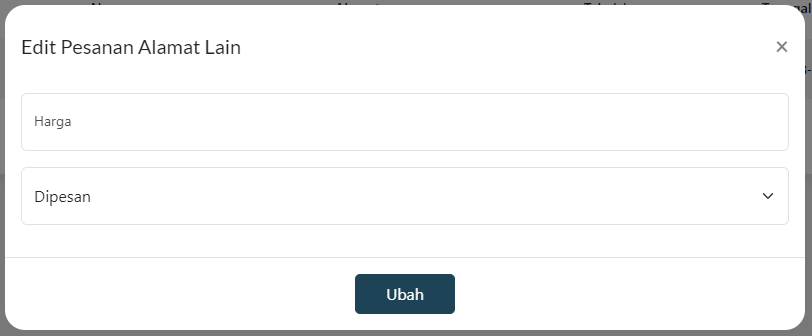 Edit Pesanan Alamat Lain
×
Harga
Dipesan
Ubah